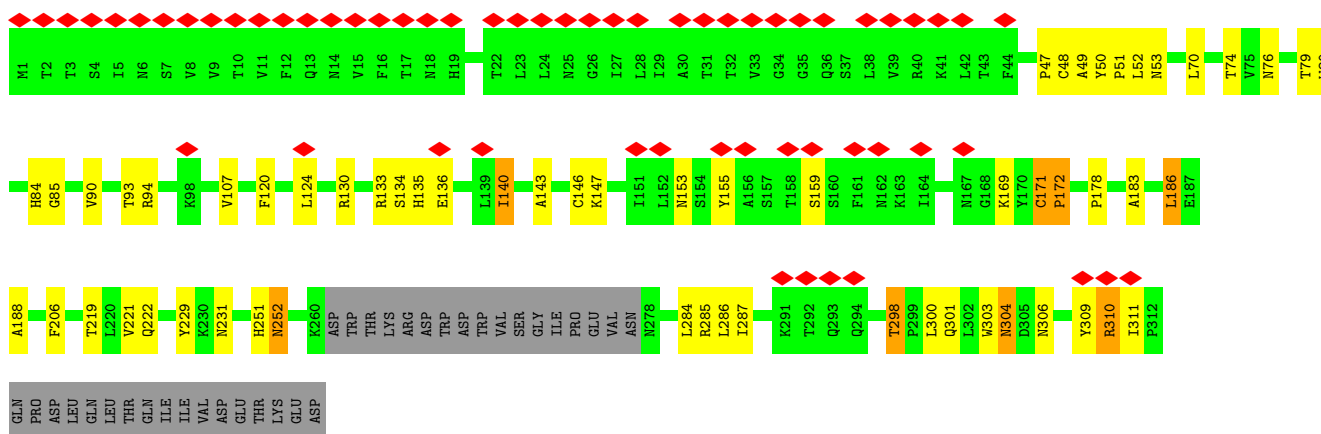 M1 T2 T3 S4 I5 N6 S7 V8 V9 T10 V11 F12 Q13 N14 V15 F16 T17 N18 H19 T22 L23 L24 N25 G26 I27 L28 I29 A30 T31 T32 V33 G34 G35 Q36 S37 L38 V39 R40 K41 L42 T43 F44 P47 C48 A49 Y50 P51 L52 N53 L70 T74 V75 N76 T79
H84 G85 V90 T93 R94 K98 V107 F120 L124 R130 R133 S134 H135 E136 L139 I140 A143 C146 K147 I151 L152 N153 S154 Y155 A156 S157 T158 S159 S160 F161 N162 K163 I164 N167 G168 K169 Y170 C171 P172 P178 A183 L186 E187
A188 F206 T219 L220 V221 Q222 Y229 K230 N231 H251 N252 K260 ASP TRP THR LYS ARG ASP TRP ASP TRP VAL SER GLY ILE PRO GLU VAL ASN N278 L284 R285 L286 I287 K291 T292 Q293 Q294 T298 P299 L300 Q301 L302 W303 N304 D305 N306 Y309 R310 I311 P312
GLN PRO ASP LEU GLN LEU THR GLN ILE ILE VAL ASP GLU THR LYS GLU ASP